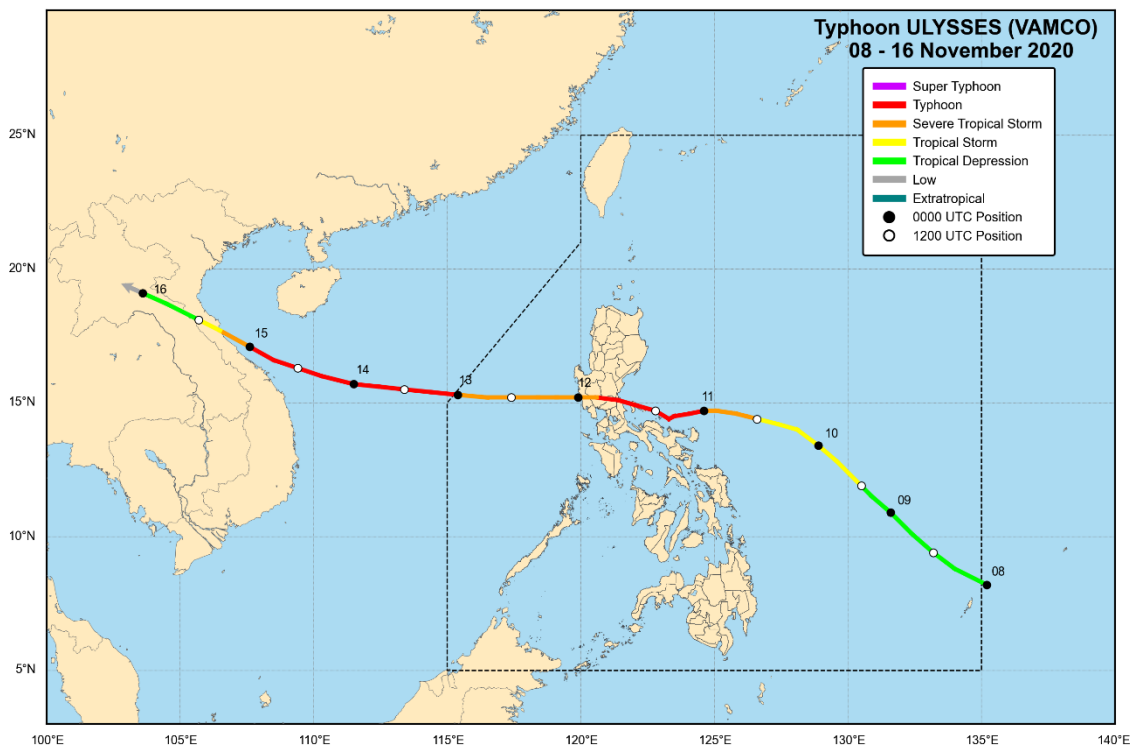 Typhoon ULYSSES (VAMCO)
08 - 16 November 2020
Super Typhoon
Typhoon
Severe Tropical Storm
Tropical Storm
Tropical Depression
Low
Extratropical
0000 UTC Position
1200 UTC Position
25°N
20°N
15°N
10°N
5°N
16
15
14
13
12
11
10
09
08
100°E
105°E
110°E
115°E
120°E
125°E
130°E
135°E
140°E